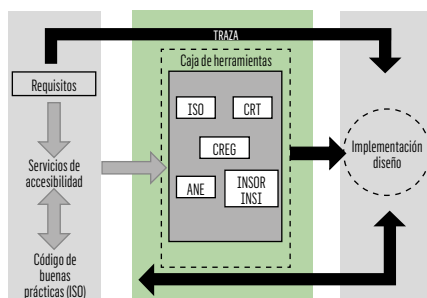 TRAZA
Caja de herramientas
Requisitos
ISO
CRT
CREG
ANE
INSOR
INSI
Servicios de
accesibilidad
Código de
buenas
prácticas (ISO)
Implementación
diseño